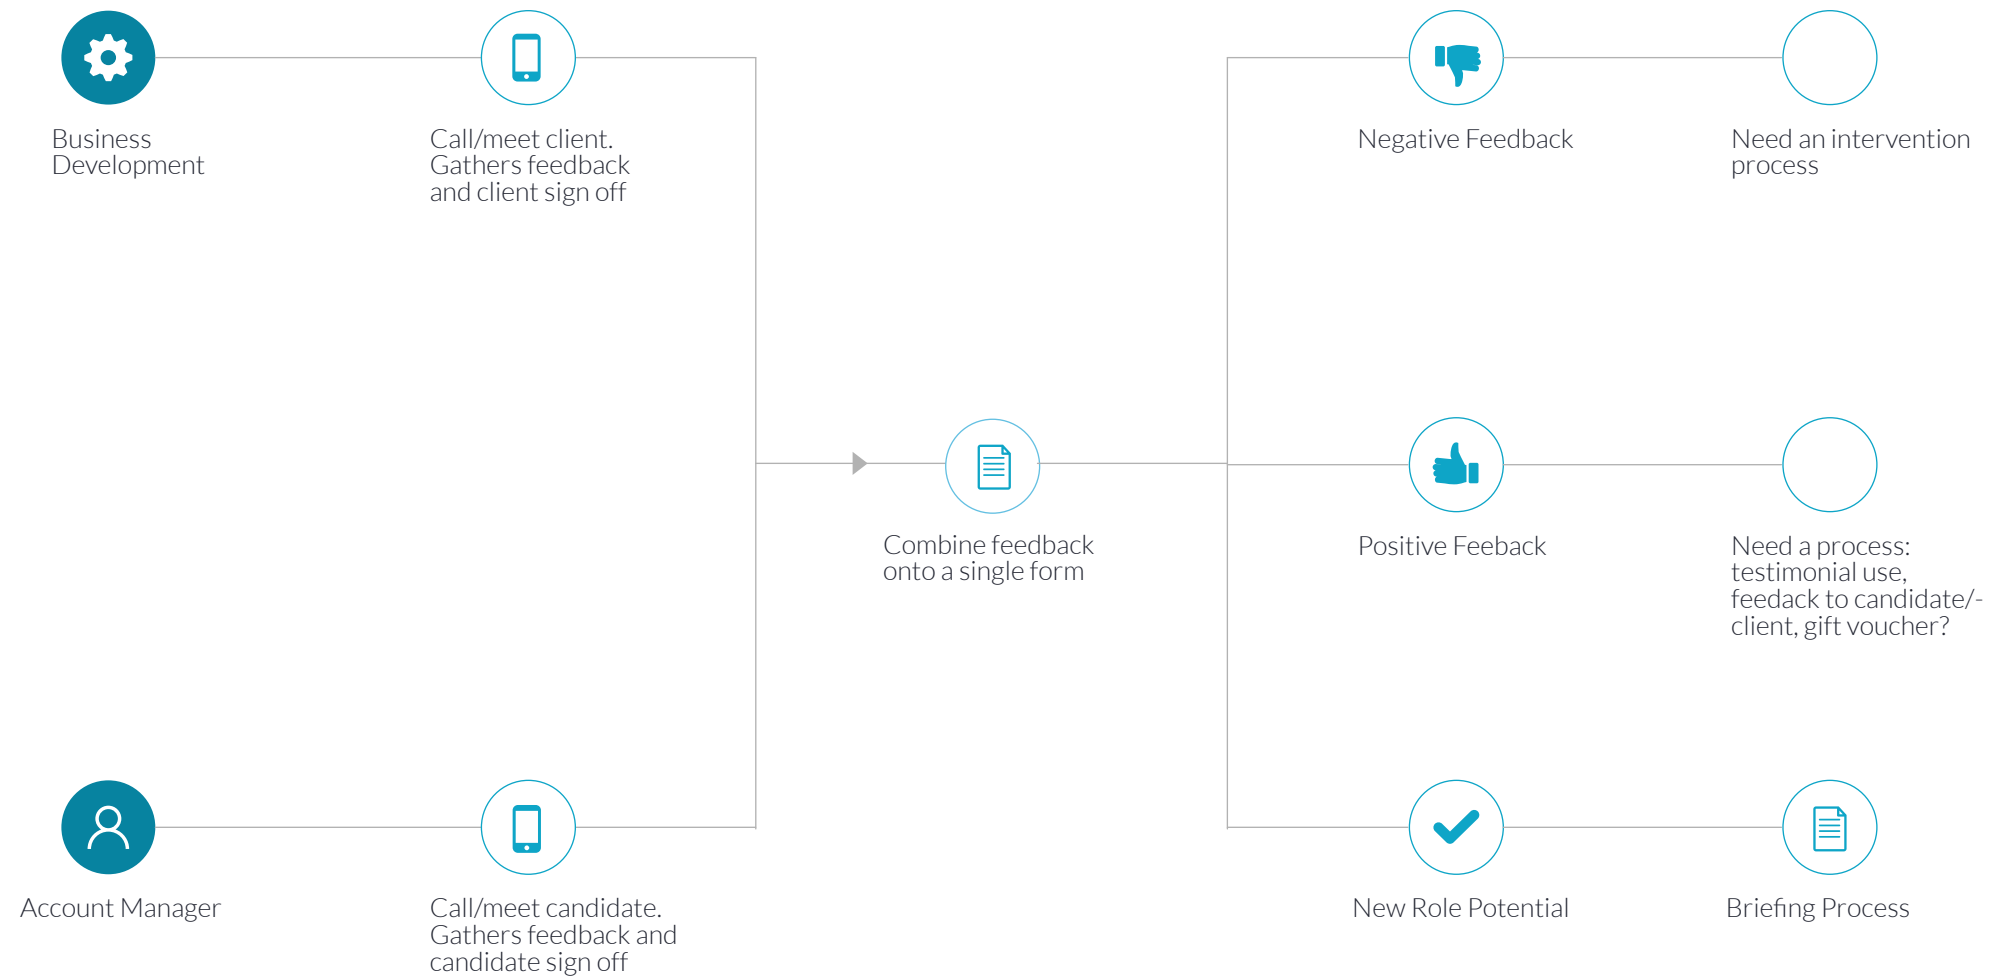 Business
Development
Call/meet client.
Gathers feedback
and client sign off
Negative Feedback
Need an intervention
process
Combine feedback
onto a single form
Positive Feeback
Need a process:
testimonial use,
feedack to candidate/-
client, gift voucher?
Account Manager
Call/meet candidate.
Gathers feedback and
candidate sign off
New Role Potential
Briefing Process